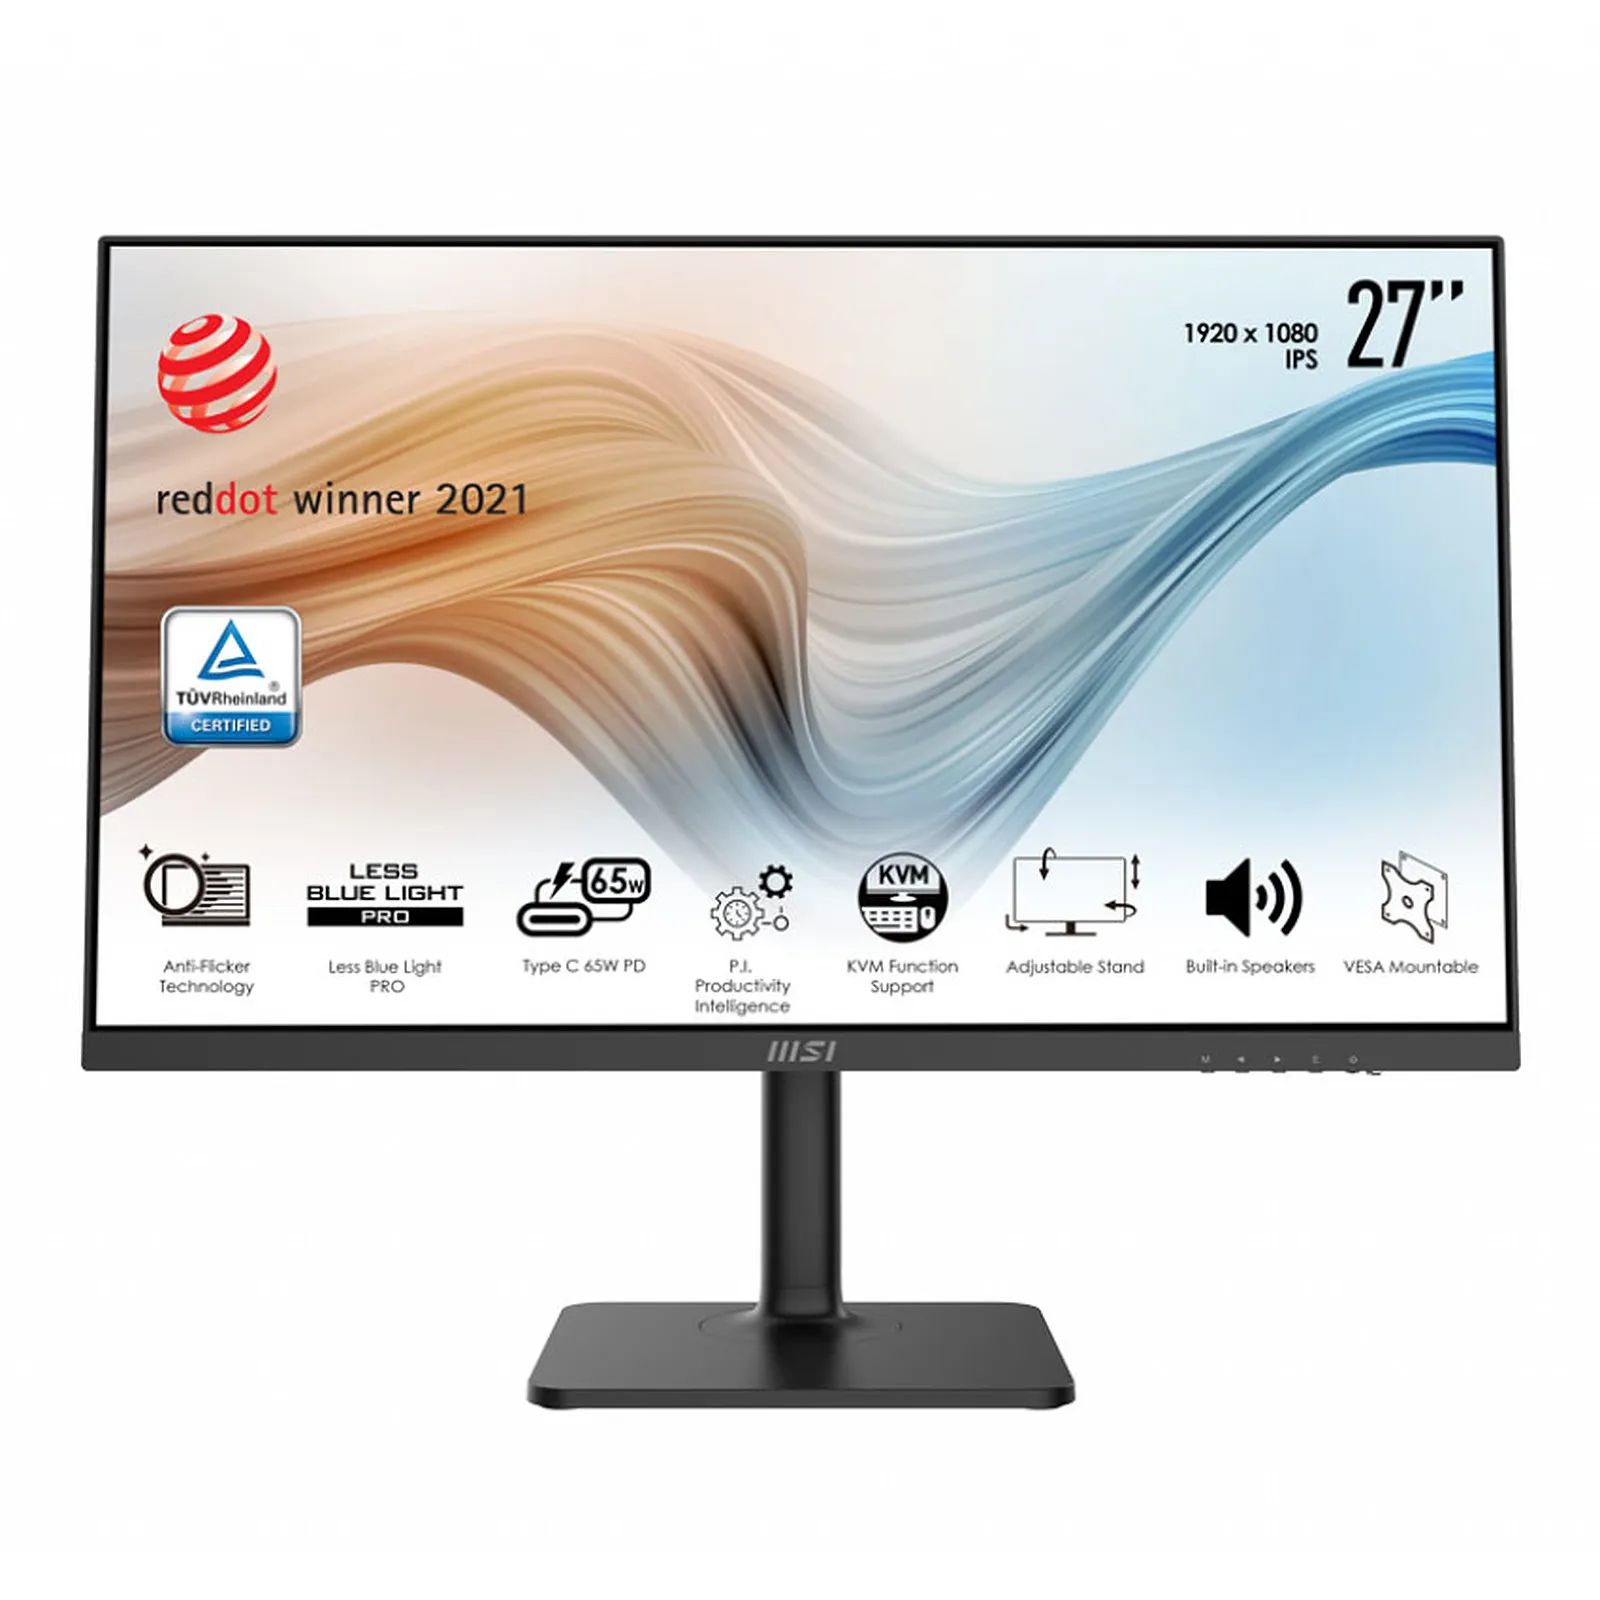 27"
1920 x 1080
IPS
reddot winner 2021
TÜVRheinland®
CERTIFIED
LESS
BLUE LIGHT
PRO
65W
KVM
Anti-Flicker
Technology
Less Blue Light
PRO
Type C 65W PD
P.I.
Productivity
Intelligence
KVM Function
Support
Adjustable Stand
Built-in Speakers
VESA Mountable
MSI
M